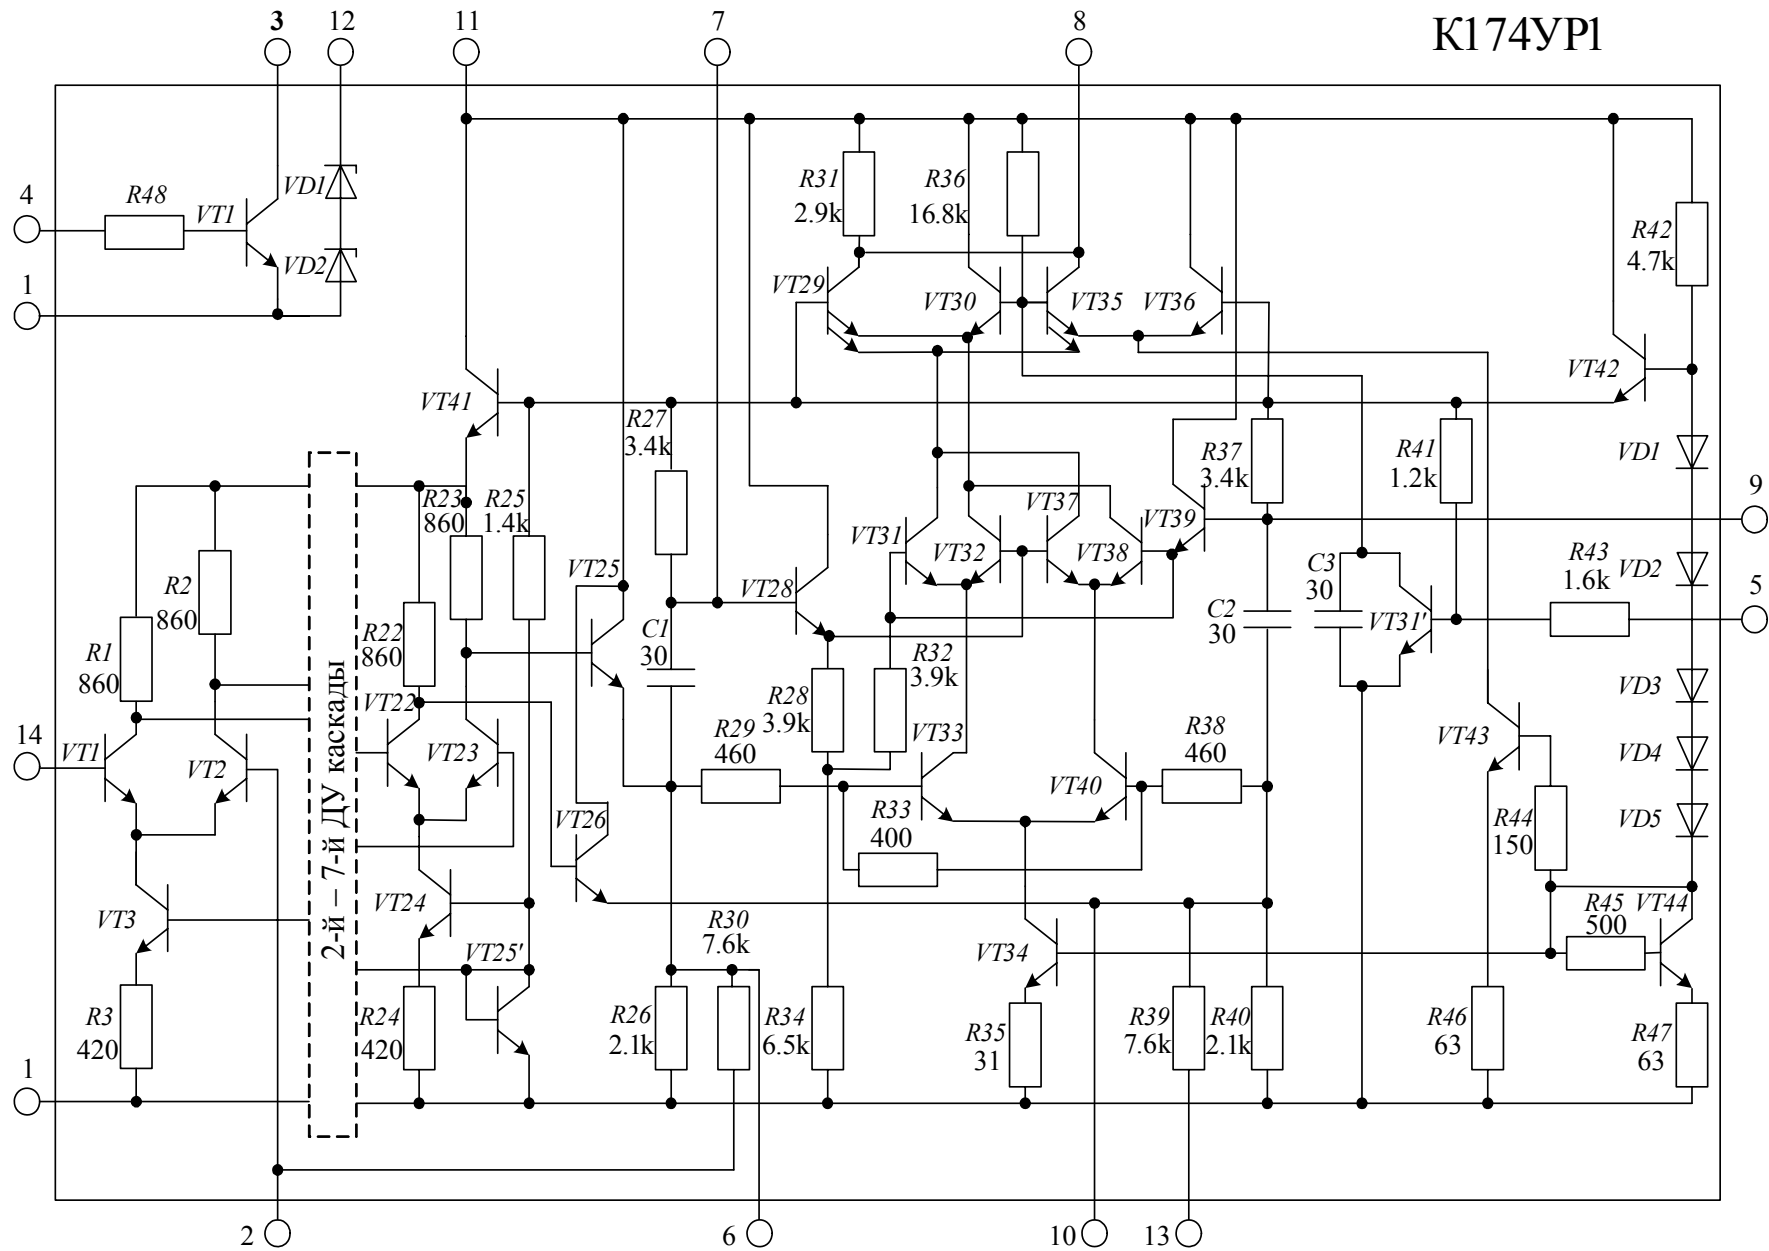 3
12
11
7
8
К174УР1
4
R48
VT1
VD1
VD2
1
R31
2.9k
R36
16.8k
R42
4.7k
VT29
VT30
VT35
VT36
VT42
VT41
R27
3.4k
R37
3.4k
R41
1.2k
VD1
R23
860
R25
1.4k
VT31
VT32
VT37
VT38
VT39
9
R2
860
VT25
VT28
R43
1.6k
VD2
C3
30
5
R1
860
R22
860
C1
30
C2
30
VT31'
R32
3.9k
R28
3.9k
VD3
VT22
VT23
14
VT1
VT2
R29
460
VT33
VT40
R38
460
VT43
VD4
2-й – 7-й ДУ каскады
VT26
R33
400
R44
150
VD5
VT3
VT24
VT25'
R30
7.6k
VT34
R45
500
VT44
R3
420
R24
420
R26
2.1k
R34
6.5k
R35
31
R39
7.6k
R40
2.1k
R46
63
R47
63
1
2
6
10
13